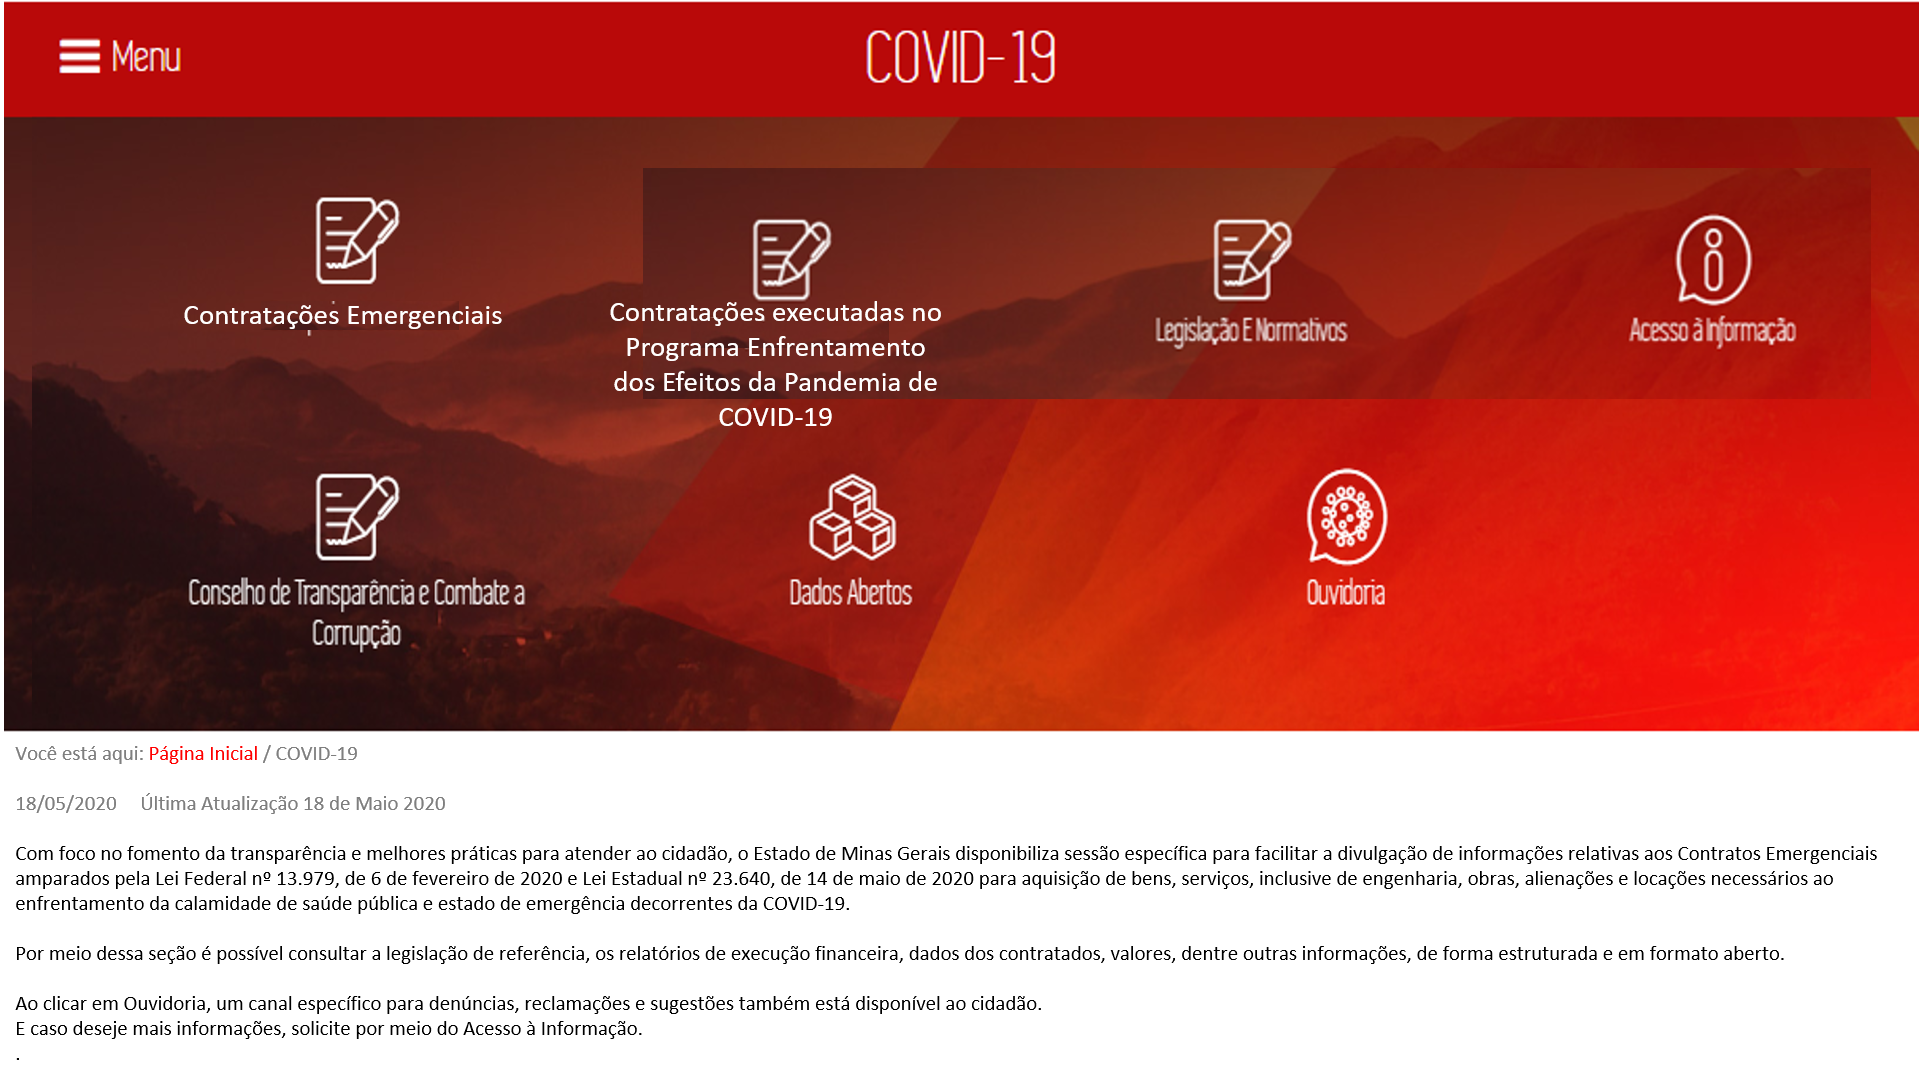 Menu
COVID-19
Contratações Emergenciais
Contratações executadas no
Programa Enfrentamento
dos Efeitos da Pandemia de
COVID-19
Legislação E Normativos
Acesso à Informação
Conselho de Transparência e Combate a
Corrupção
Dados Abertos
Ouvidoria
Você está aqui: Página Inicial / COVID-19
18/05/2020 Última Atualização 18 de Maio 2020
Com foco no fomento da transparência e melhores práticas para atender ao cidadão, o Estado de Minas Gerais disponibiliza sessão específica para facilitar a divulgação de informações relativas aos Contratos Emergenciais
amparados pela Lei Federal nº 13.979, de 6 de fevereiro de 2020 e Lei Estadual nº 23.640, de 14 de maio de 2020 para aquisição de bens, serviços, inclusive de engenharia, obras, alienações e locações necessários ao
enfrentamento da calamidade de saúde pública e estado de emergência decorrentes da COVID-19.
Por meio dessa seção é possível consultar a legislação de referência, os relatórios de execução financeira, dados dos contratados, valores, dentre outras informações, de forma estruturada e em formato aberto.
Ao clicar em Ouvidoria, um canal específico para denúncias, reclamações e sugestões também está disponível ao cidadão.
E caso deseje mais informações, solicite por meio do Acesso à Informação.
.